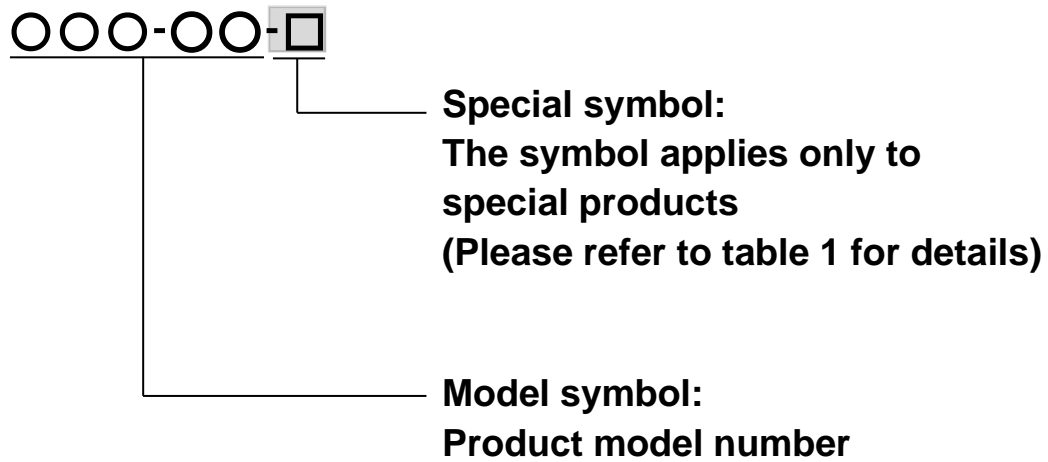 ○○○-○○-□
Special symbol:
The symbol applies only to
special products
(Please refer to table 1 for details)
Model symbol:
Product model number